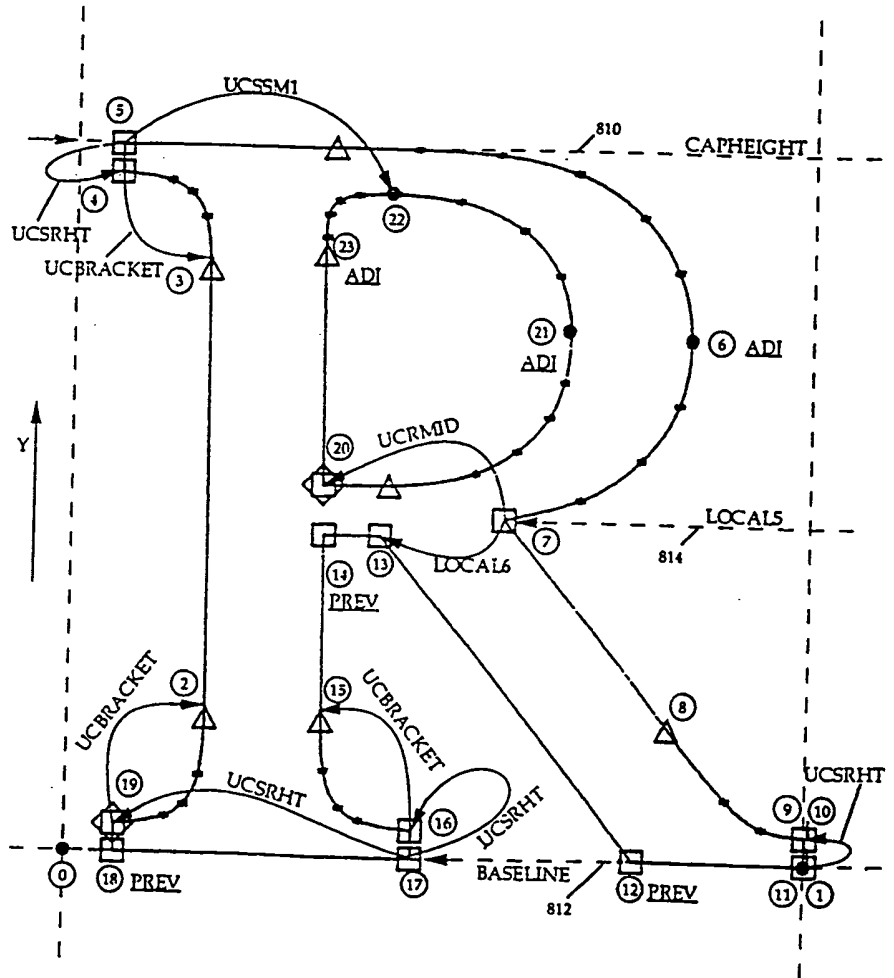 UCSSM1
5
810
CAPHEIGHT
4
22
UCSRHT
UCBRACKET
3
23
ADI
21
ADI
6
ADI
Y
UCRMID
20
LOCAL5
7
814
14
13
LOCAL6
PREV
UCBRACKET
2
15
UCBRACKET
8
UCSRHT
19
UCSRHT
16
UCSRHT
9
10
0
18
PREV
17
BASELINE
812
12
PREV
11
1